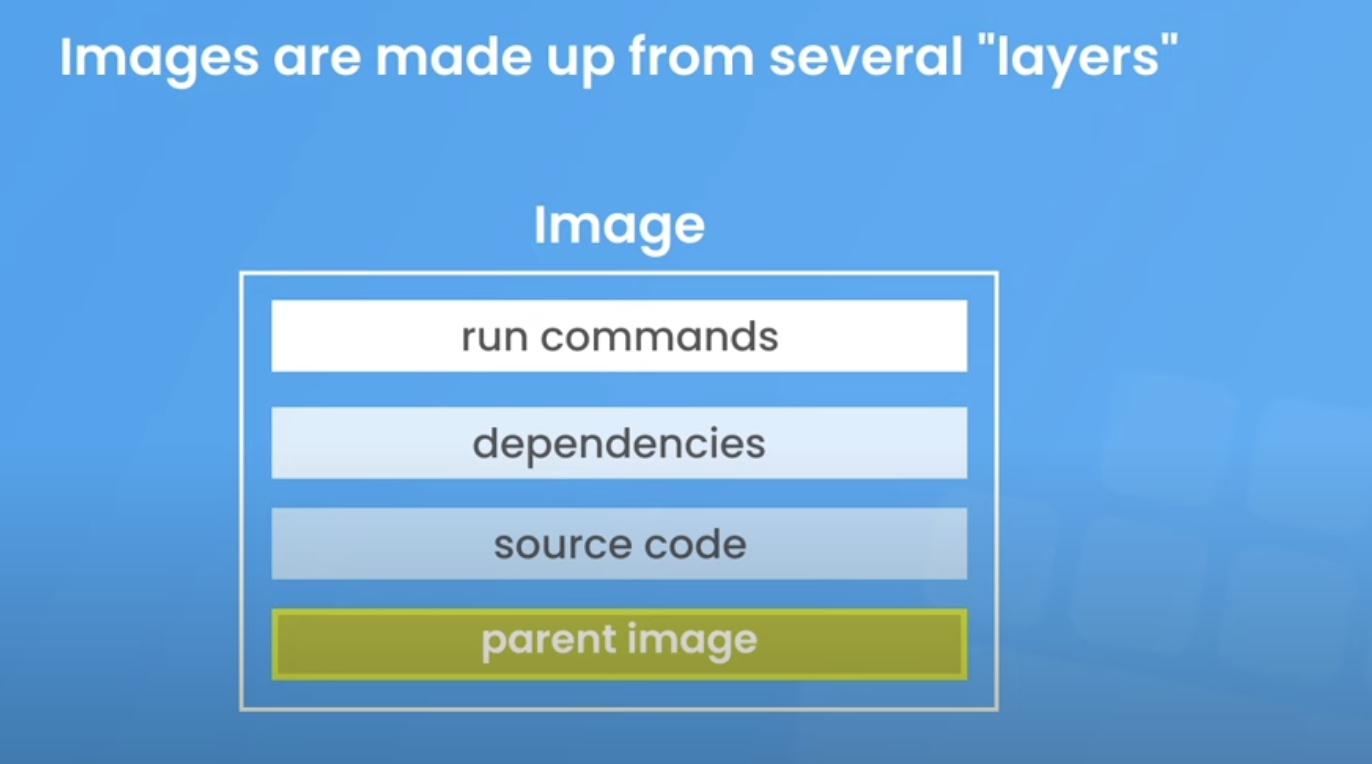 Images are made up from several "layers"
Image
run commands
dependencies
source code
parent image